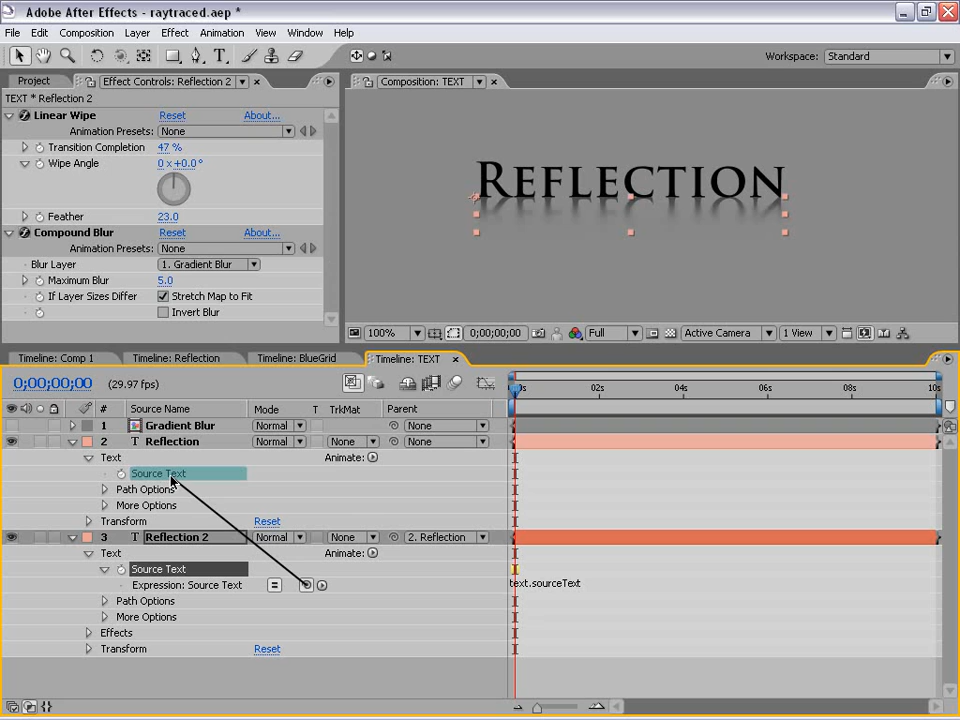 Adobe After Effects - raytraced.aep *
File Edit Composition Layer Effect Animation View Window Help
Workspace: Standard
Project Effect Controls: Reflection 2
Composition: TEXT
TEXT * Reflection 2
Linear Wipe Reset About...
Animation Presets: None
Transition Completion 47 %
Wipe Angle 0 x+0.0°
Feather 23.0
Compound Blur Reset About...
Animation Presets: None
Blur Layer 1. Gradient Blur
Maximum Blur 5.0
If Layer Sizes Differ Stretch Map to Fit
Invert Blur
REFLECTION
100% 0;00;00;00 Full Active Camera 1 View
Timeline: Comp 1 Timeline: Reflection Timeline: BlueGrid Timeline: TEXT
0;00;00;00 (29.97 fps)
02s 04s 06s 08s 10s
# Source Name Mode T TrkMat Parent
1 Gradient Blur Normal None
2 T Reflection Normal None None
Text Animate:
Source Text
Path Options
More Options
Transform Reset
3 T Reflection 2 Normal None 2. Reflection
Text Animate:
Source Text
Expression: Source Text text.sourceText
Path Options
More Options
Effects
Transform Reset